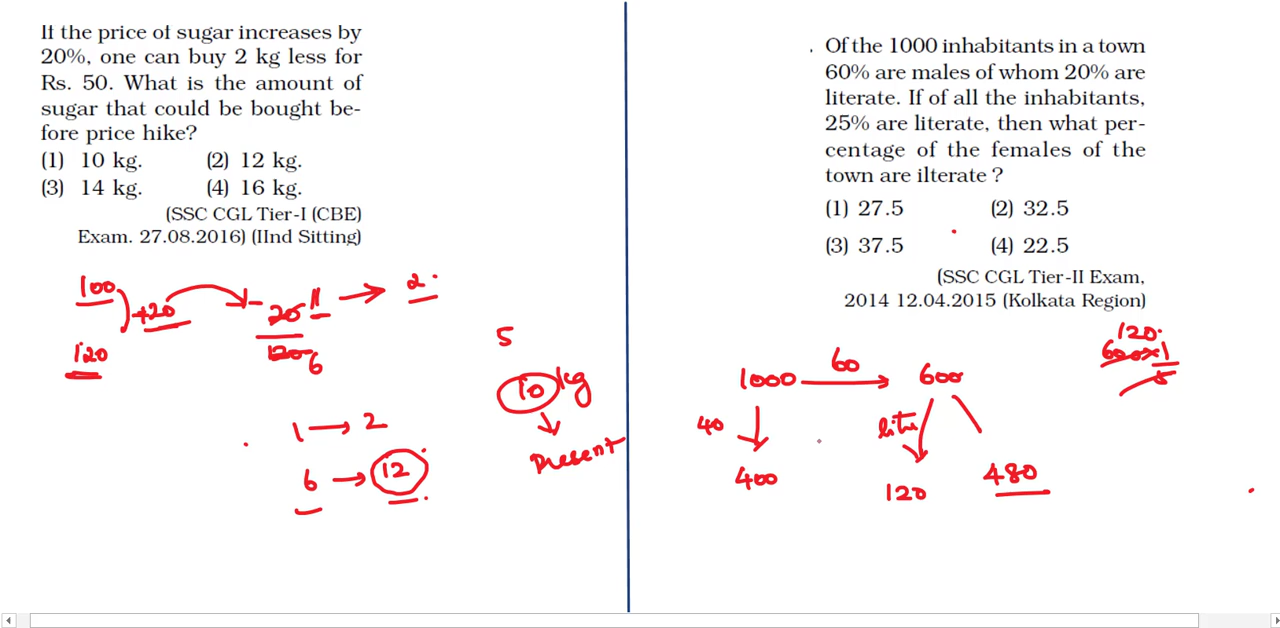 If the price of sugar increases by
20%, one can buy 2 kg less for
Rs. 50. What is the amount of
sugar that could be bought be-
fore price hike?
(1) 10 kg. (2) 12 kg.
(3) 14 kg. (4) 16 kg.
(SSC CGL Tier-I (CBE)
Exam. 27.08.2016) (IInd Sitting)
100
+20
120
20 1
120 6
2
1 → 2
6 → 12
5
10 kg
Present
Of the 1000 inhabitants in a town
60% are males of whom 20% are
literate. If of all the inhabitants,
25% are literate, then what per-
centage of the females of the
town are ilterate ?
(1) 27.5 (2) 32.5
(3) 37.5 (4) 22.5
(SSC CGL Tier-II Exam,
2014 12.04.2015 (Kolkata Region)
120
600 × 1
5
1000 60 600
40
400
120
480